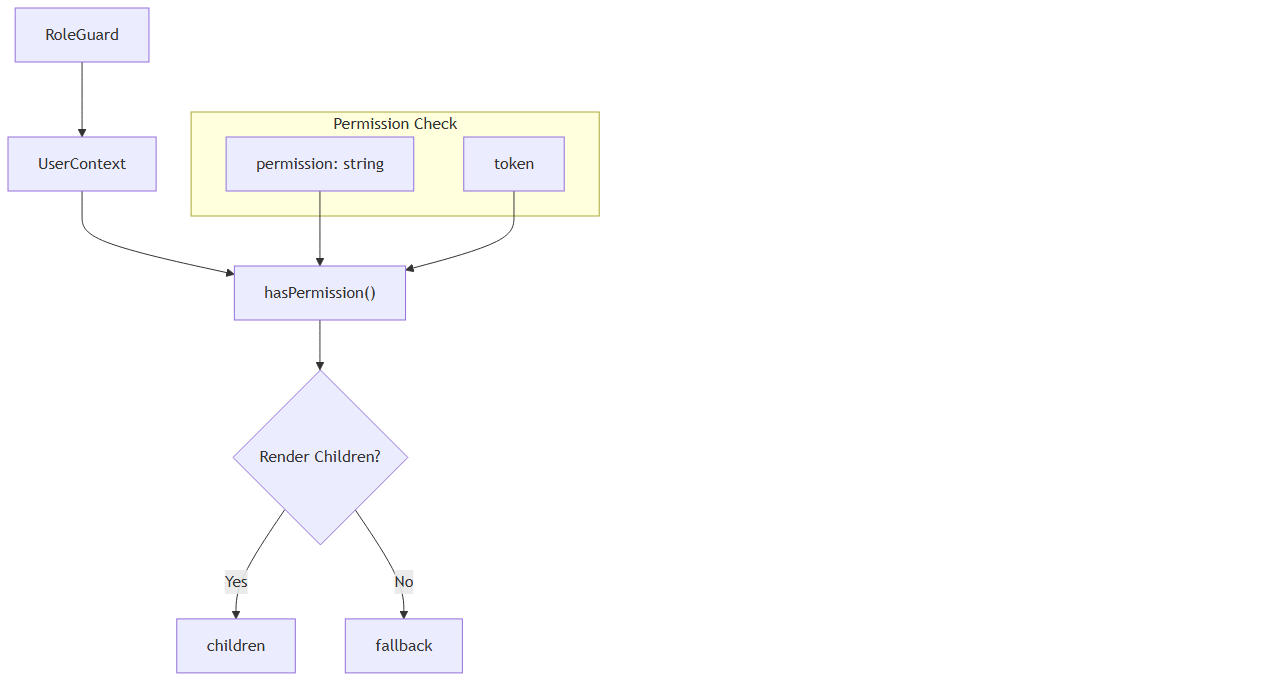 RoleGuard
Permission Check
UserContext
permission: string
token
hasPermission()
Render Children?
Yes
No
children
fallback